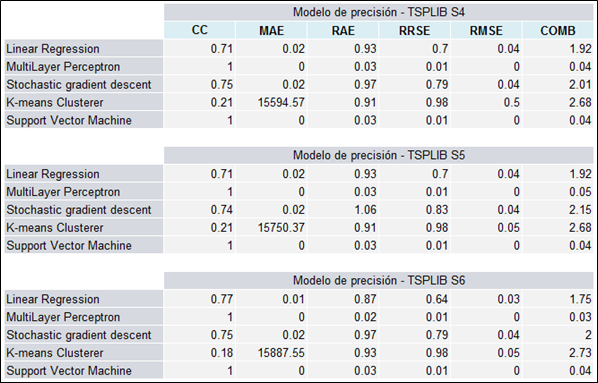 Modelo de precisión - TSPLIB S4
CC MAE RAE RRSE RMSE COMB
Linear Regression 0.71 0.02 0.93 0.7 0.04 1.92
MultiLayer Perceptron 1 0 0.03 0.01 0 0.04
Stochastic gradient descent 0.75 0.02 0.97 0.79 0.04 2.01
K-means Clusterer 0.21 15594.57 0.91 0.98 0.5 2.68
Support Vector Machine 1 0 0.03 0.01 0 0.04
Modelo de precisión - TSPLIB S5
Linear Regression 0.71 0.02 0.93 0.7 0.04 1.92
MultiLayer Perceptron 1 0 0.03 0.01 0 0.05
Stochastic gradient descent 0.74 0.02 1.06 0.83 0.04 2.15
K-means Clusterer 0.21 15750.37 0.91 0.98 0.05 2.68
Support Vector Machine 1 0 0.03 0.01 0 0.04
Modelo de precisión - TSPLIB S6
Linear Regression 0.77 0.01 0.87 0.64 0.03 1.75
MultiLayer Perceptron 1 0 0.02 0.01 0 0.03
Stochastic gradient descent 0.75 0.02 0.97 0.79 0.04 2
K-means Clusterer 0.18 15887.55 0.93 0.98 0.05 2.73
Support Vector Machine 1 0 0.03 0.01 0 0.04